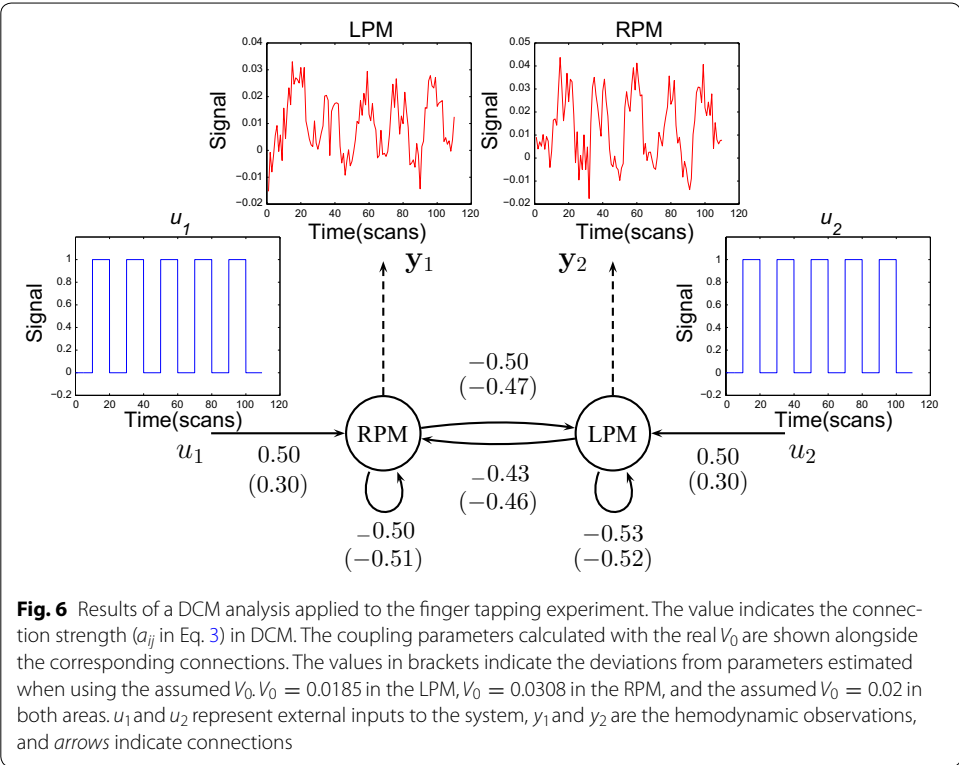 LPM
RPM
Signal
0.04
0.03
0.02
0.01
0
−0.01
−0.02
0 20 40 60 80 100 120
Time(scans)
Signal
0.05
0.04
0.03
0.02
0.01
0
−0.01
−0.02
0 20 40 60 80 100 120
Time(scans)
u1
Signal
1
0.8
0.6
0.4
0.2
0
−0.2
0 20 40 60 80 100 120
Time(scans)
y1
y2
u2
Signal
1
0.8
0.6
0.4
0.2
0
−0.2
0 20 40 60 80 100 120
Time(scans)
−0.50
(−0.47)
RPM
LPM
u1
0.50
(0.30)
−0.43
(−0.46)
0.50
(0.30)
u2
−0.50
(−0.51)
−0.53
(−0.52)
Fig. 6 Results of a DCM analysis applied to the finger tapping experiment. The value indicates the connec-
tion strength (aij in Eq. 3) in DCM. The coupling parameters calculated with the real V0 are shown alongside
the corresponding connections. The values in brackets indicate the deviations from parameters estimated
when using the assumed V0. V0 = 0.0185 in the LPM, V0 = 0.0308 in the RPM, and the assumed V0 = 0.02 in
both areas. u1 and u2 represent external inputs to the system, y1 and y2 are the hemodynamic observations,
and arrows indicate connections